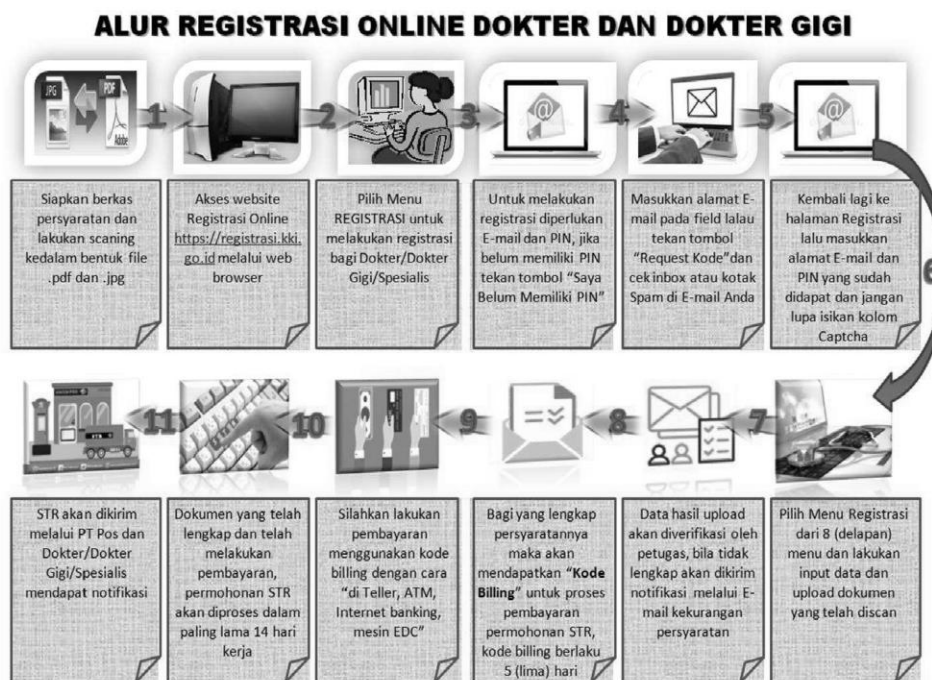 ALUR REGISTRASI ONLINE DOKTER DAN DOKTER GIGI
JPG
PDF
Adobe
1
2
3
4
5
Siapkan berkas
persyaratan dan
lakukan scaning
kedalam bentuk file
.pdf dan .jpg
Akses website
Registrasi Online
https://registrasi.kki.
go.id melalui web
browser
Pilih Menu
REGISTRASI untuk
melakukan registrasi
bagi Dokter/Dokter
Gigi/Spesialis
Untuk melakukan
registrasi diperlukan
E-mail dan PIN, jika
belum memiliki PIN
tekan tombol “Saya
Belum Memiliki PIN”
Masukkan alamat E-
mail pada field lalu
tekan tombol
“Request Kode”dan
cek inbox atau kotak
Spam di E-mail Anda
Kembali lagi ke
halaman Registrasi
lalu masukkan
alamat E-mail dan
PIN yang sudah
didapat dan jangan
lupa isikan kolom
Captcha
6
7
8
9
10
11
Pilih Menu Registrasi
dari 8 (delapan)
menu dan lakukan
input data dan
upload dokumen
yang telah discan
Data hasil upload
akan diverifikasi oleh
petugas, bila tidak
lengkap akan dikirim
notifikasi melalui E-
mail kekurangan
persyaratan
Bagi yang lengkap
persyaratannya
maka akan
mendapatkan “Kode
Billing” untuk proses
pembayaran
permohonan STR,
kode billing berlaku
5 (lima) hari
Silahkan lakukan
pembayaran
menggunakan kode
billing dengan cara
“di Teller, ATM,
Internet banking,
mesin EDC”
Dokumen yang telah
lengkap dan telah
melakukan
pembayaran,
permohonan STR
akan diproses dalam
paling lama 14 hari
kerja
STR akan dikirim
melalui PT Pos dan
Dokter/Dokter
Gigi/Spesialis
mendapat notifikasi